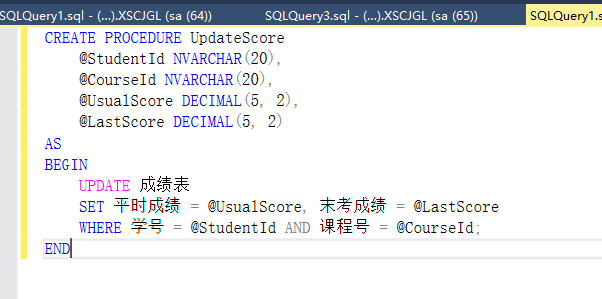 SQLQuery1.sql - (...).XSCJGL (sa (64)) SQLQuery3.sql - (...).XSCJGL (sa (65)) SQLQuery1.s
CREATE PROCEDURE UpdateScore
@StudentId NVARCHAR(20),
@CourseId NVARCHAR(20),
@UsualScore DECIMAL(5, 2),
@LastScore DECIMAL(5, 2)
AS
BEGIN
UPDATE 成绩表
SET 平时成绩 = @UsualScore, 末考成绩 = @LastScore
WHERE 学号 = @StudentId AND 课程号 = @CourseId;
END